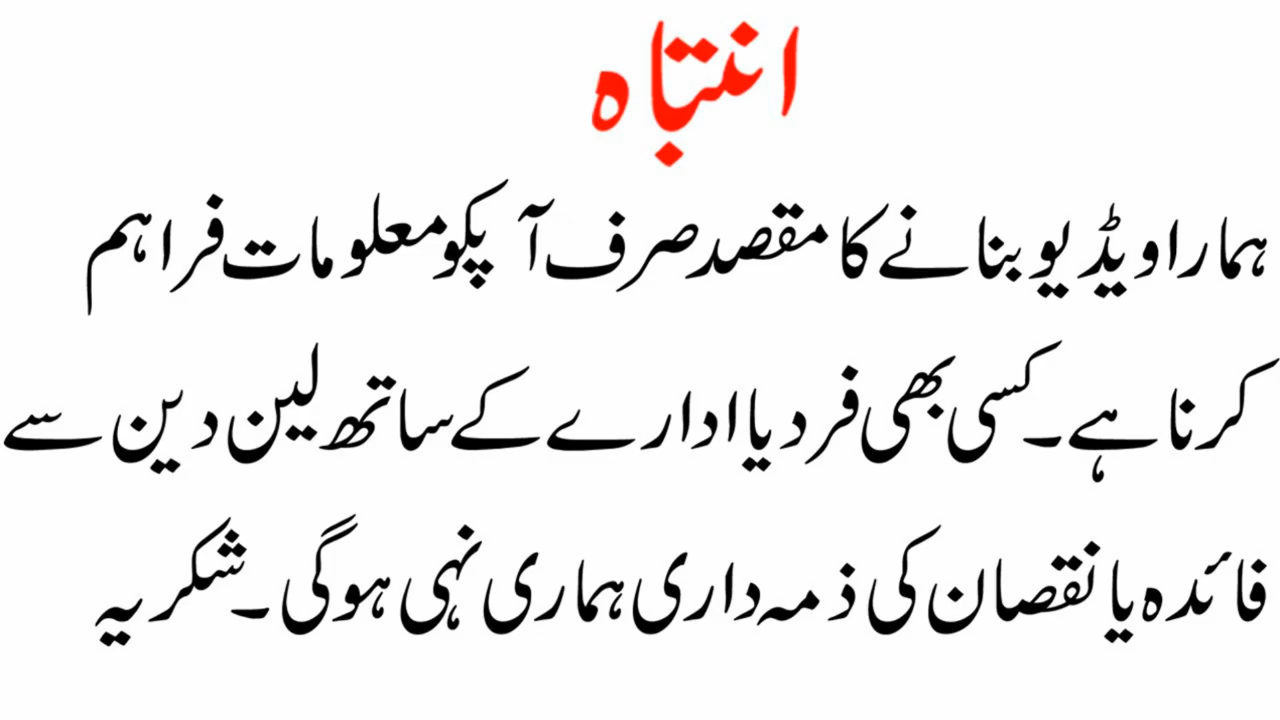 انتباہ
ہمارا ویڈیو بنانے کا مقصد صرف آ پکو معلومات فراہم
کرنا ہے۔ کسی بھی فرد یا ادارے کے ساتھ لین دین سے
فائدہ یا نقصان کی ذمہ داری ہماری نہی ہوگی۔ شکریہ